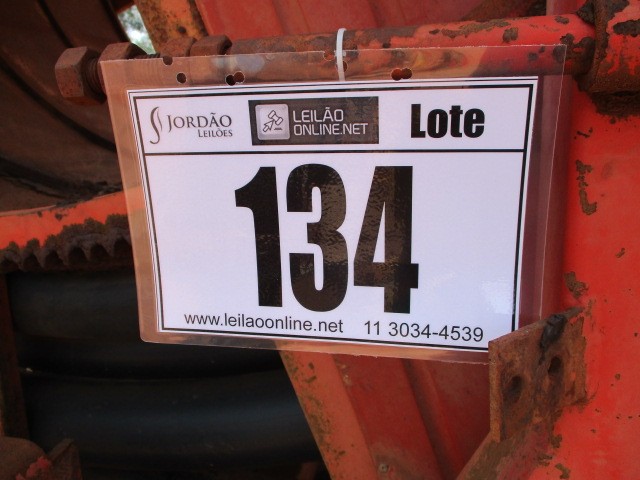 JORDÃO
LEILÕES
LEILÃO
ONLINE.NET
Lote
134
www.leilaoonline.net 11 3034-4539